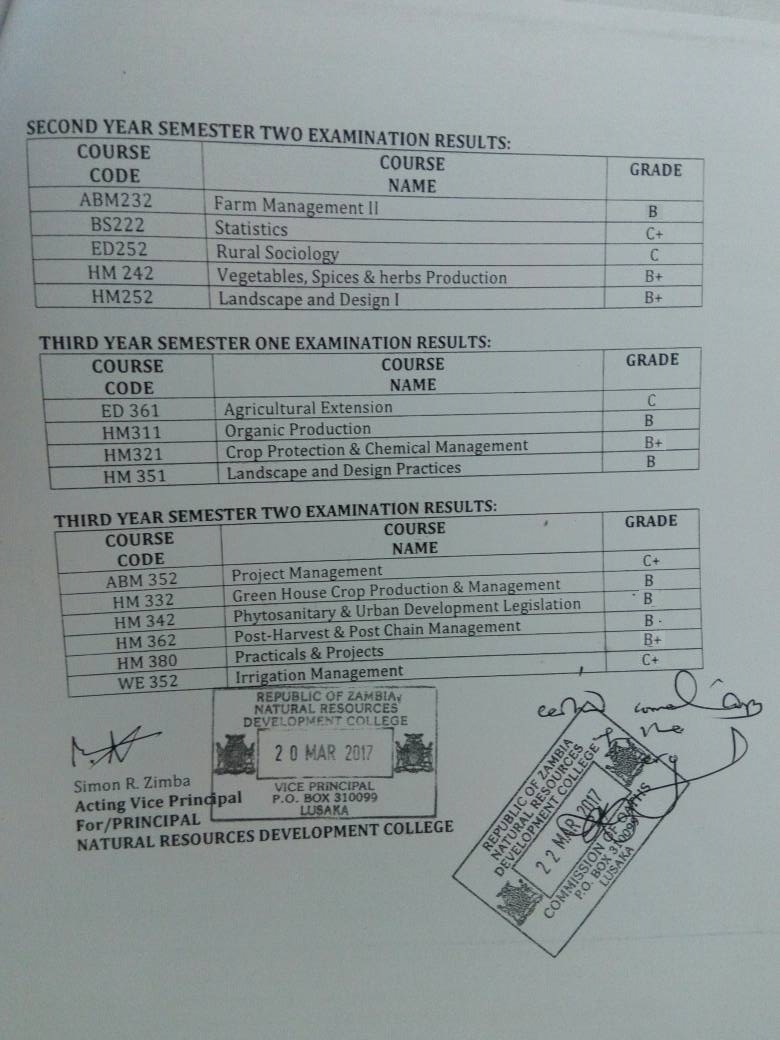 SECOND YEAR SEMESTER TWO EXAMINATION RESULTS:
COURSE CODE COURSE NAME GRADE
ABM232 Farm Management II B
BS222 Statistics C+
ED252 Rural Sociology C
HM 242 Vegetables, Spices & herbs Production B+
HM252 Landscape and Design I B+
THIRD YEAR SEMESTER ONE EXAMINATION RESULTS:
COURSE CODE COURSE NAME GRADE
ED 361 Agricultural Extension C
HM311 Organic Production B
HM321 Crop Protection & Chemical Management B+
HM 351 Landscape and Design Practices B
THIRD YEAR SEMESTER TWO EXAMINATION RESULTS:
COURSE CODE COURSE NAME GRADE
ABM 352 Project Management C+
HM 332 Green House Crop Production & Management B
HM 342 Phytosanitary & Urban Development Legislation B
HM 362 Post-Harvest & Post Chain Management B
HM 380 Practicals & Projects B+
WE 352 Irrigation Management C+
REPUBLIC OF ZAMBIA
NATURAL RESOURCES
DEVELOPMENT COLLEGE
20 MAR 2017
VICE PRINCIPAL
P.O. BOX 310099
LUSAKA
Simon R. Zimba
Acting Vice Principal
For/PRINCIPAL
NATURAL RESOURCES DEVELOPMENT COLLEGE
REPUBLIC OF ZAMBIA
NATURAL RESOURCES
DEVELOPMENT COLLEGE
22 MAR 2017
COMMISSION OF OATHS
P.O. BOX 310099
LUSAKA